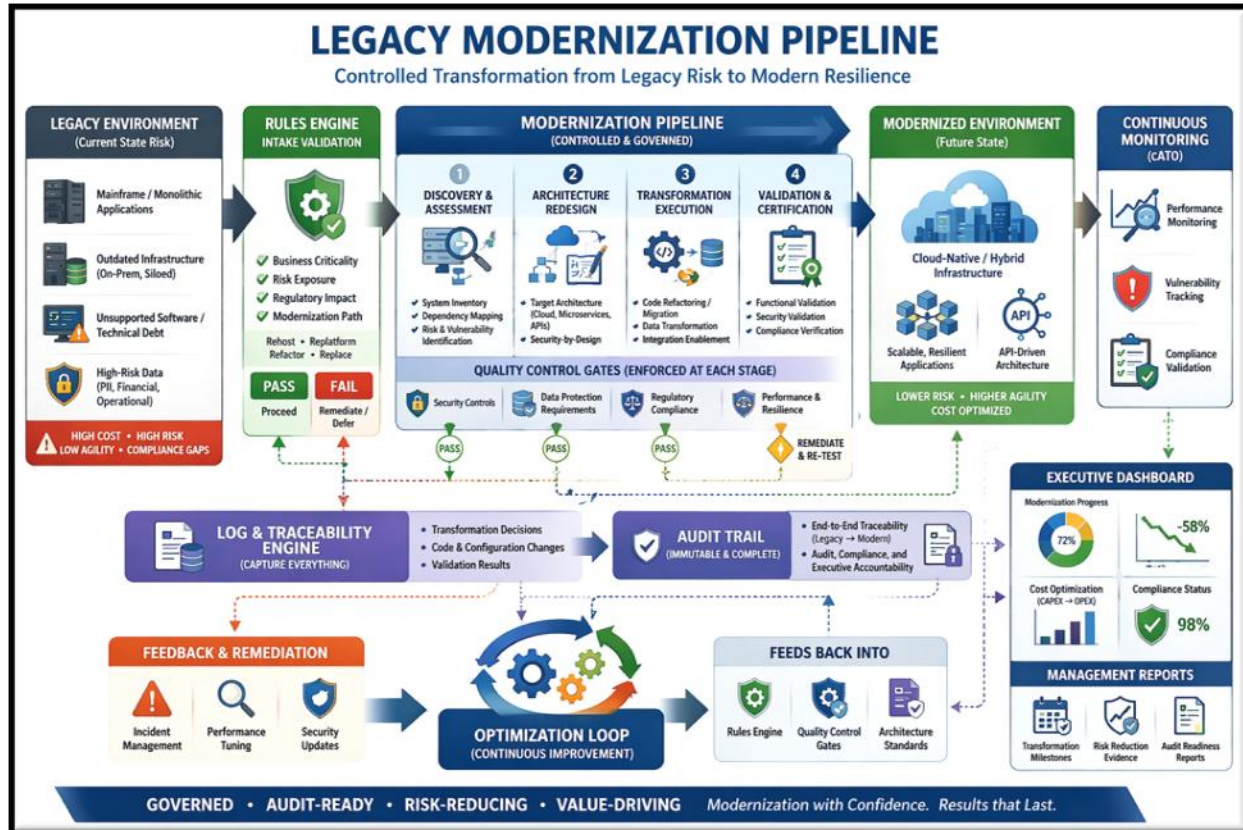 LEGACY MODERNIZATION PIPELINE
Controlled Transformation from Legacy Risk to Modern Resilience
LEGACY ENVIRONMENT
(Current State Risk)
Mainframe / Monolithic
Applications
Outdated Infrastructure
(On-Prem, Siloed)
Unsupported Software /
Technical Debt
High-Risk Data
(PII, Financial,
Operational)
HIGH COST • HIGH RISK
LOW AGILITY • COMPLIANCE GAPS
RULES ENGINE
INTAKE VALIDATION
Business Criticality
Risk Exposure
Regulatory Impact
Modernization Path
Rehost • Replatform
Refactor • Replace
PASS
Proceed
FAIL
Remediate /
Defer
MODERNIZATION PIPELINE
(CONTROLLED & GOVERNED)
1
DISCOVERY &
ASSESSMENT
System Inventory
Dependency Mapping
Risk & Vulnerability
Identification
2
ARCHITECTURE
REDESIGN
Target Architecture
(Cloud, Microservices,
APIs)
Security-by-Design
3
TRANSFORMATION
EXECUTION
</>
Code Refactoring /
Migration
Data Transformation
Integration Enablement
4
VALIDATION &
CERTIFICATION
Functional Validation
Security Validation
Compliance Verification
QUALITY CONTROL GATES (ENFORCED AT EACH STAGE)
Security Controls
Data Protection
Requirements
Regulatory
Compliance
Performance &
Resilience
PASS
PASS
PASS
REMEDIATE
& RE-TEST
MODERNIZED ENVIRONMENT
(Future State)
Cloud-Native / Hybrid
Infrastructure
Scalable, Resilient
Applications
API
API-Driven
Architecture
LOWER RISK • HIGHER AGILITY
COST OPTIMIZED
CONTINUOUS
MONITORING
(CATO)
Performance
Monitoring
Vulnerability
Tracking
Compliance
Validation
LOG & TRACEABILITY
ENGINE
(CAPTURE EVERYTHING)
• Transformation Decisions
• Code & Configuration Changes
• Validation Results
AUDIT TRAIL
(IMMUTABLE & COMPLETE)
• End-to-End Traceability
(Legacy → Modern)
• Audit, Compliance, and
Executive Accountability
EXECUTIVE DASHBOARD
Modernization Progress
72%
-58%
Cost Optimization
(CAPEX → OPEX)
Compliance Status
98%
MANAGEMENT REPORTS
Transformation
Milestones
Risk Reduction
Evidence
Audit Readiness
Reports
FEEDBACK & REMEDIATION
Incident
Management
Performance
Tuning
Security
Updates
OPTIMIZATION LOOP
(CONTINUOUS IMPROVEMENT)
FEEDS BACK INTO
Rules Engine
Quality Control
Gates
Architecture
Standards
GOVERNED • AUDIT-READY • RISK-REDUCING • VALUE-DRIVING Modernization with Confidence. Results that Last.